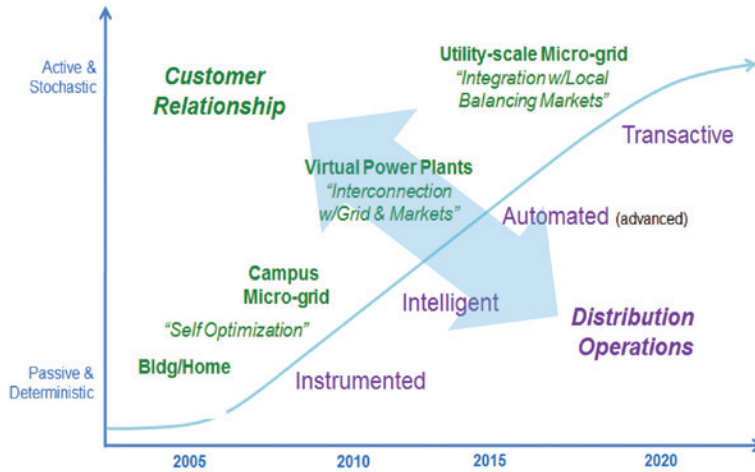 Active &
Stochastic
Customer
Relationship
Utility-scale Micro-grid
“Integration w/Local
Balancing Markets”
Transactive
Virtual Power Plants
“Interconnection
w/Grid & Markets”
Automated (advanced)
Campus
Micro-grid
Intelligent
“Self Optimization”
Distribution
Operations
Bldg/Home
Instrumented
Passive &
Deterministic
2005
2010
2015
2020